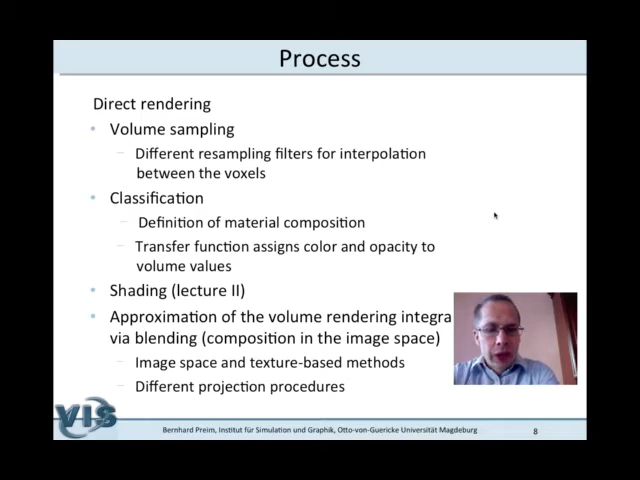 Process
Direct rendering
• Volume sampling
– Different resampling filters for interpolation
between the voxels
• Classification
– Definition of material composition
– Transfer function assigns color and opacity to
volume values
• Shading (lecture II)
• Approximation of the volume rendering integra
via blending (composition in the image space)
– Image space and texture-based methods
– Different projection procedures
VIS
Bernhard Preim, Institut für Simulation und Graphik, Otto-von-Guericke Universität Magdeburg
8